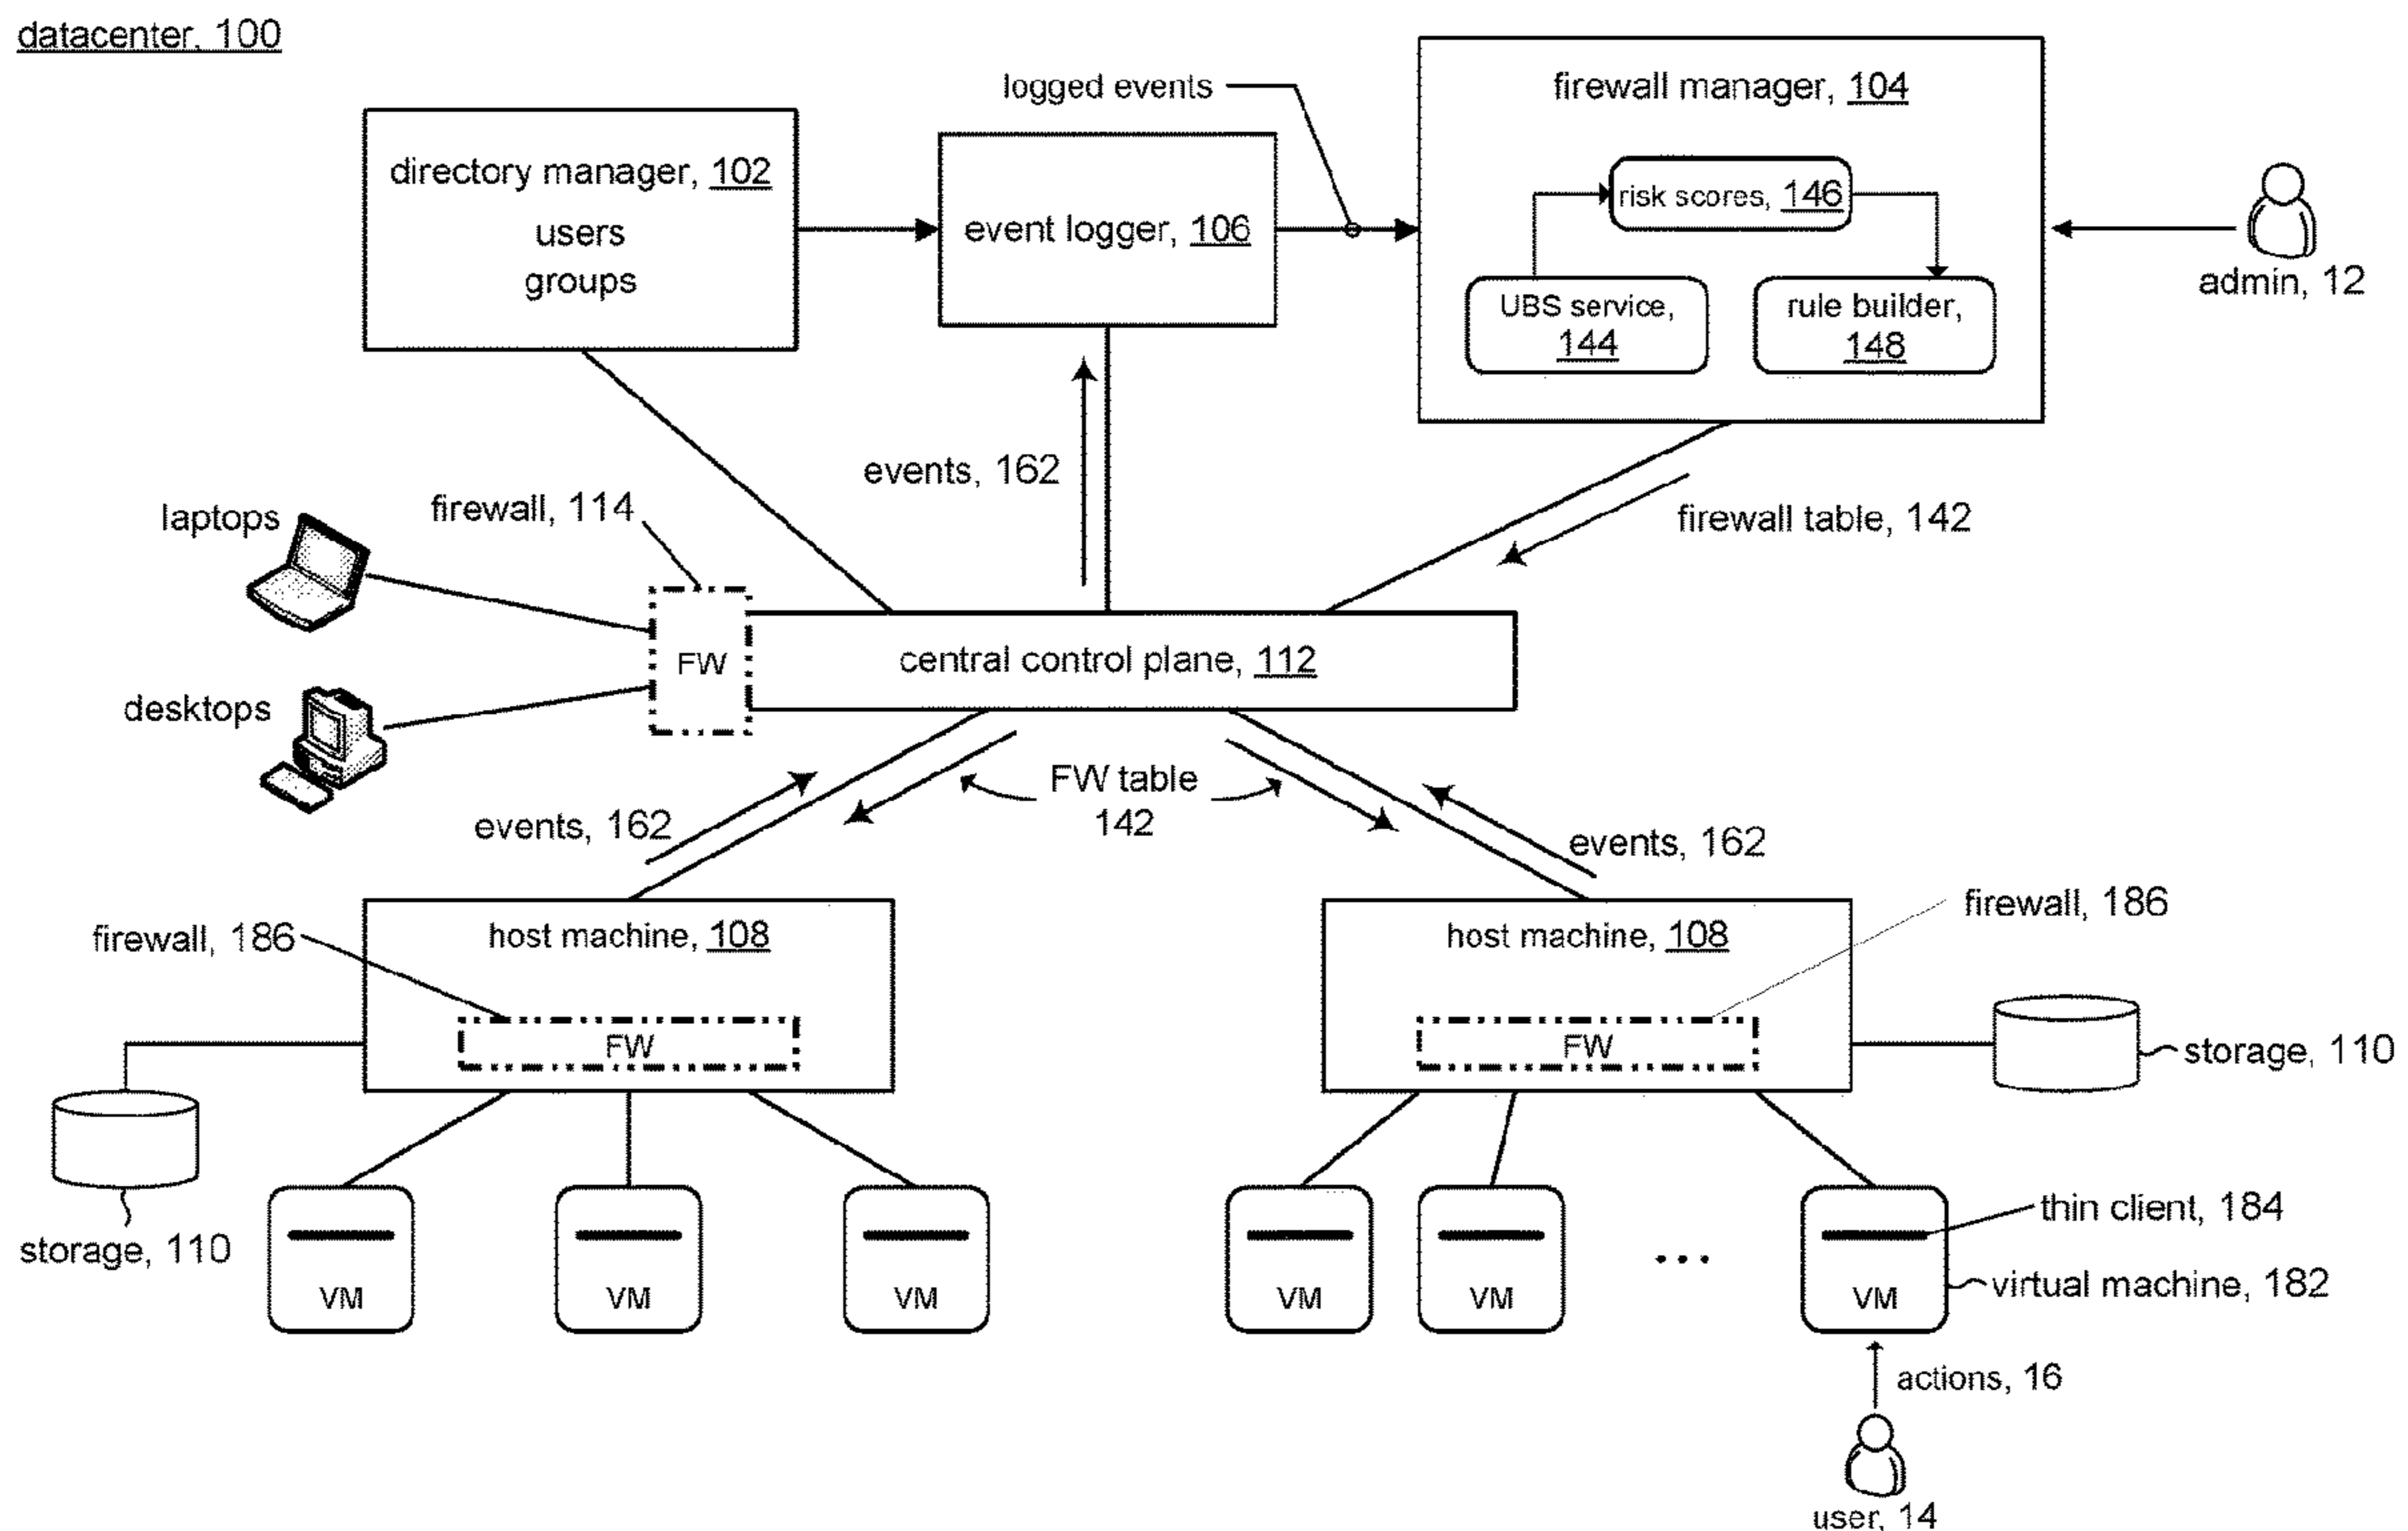 datacenter, 100
logged events
firewall manager, 104
directory manager, 102
users
groups
event logger, 106
risk scores, 146
UBS service,
144
rule builder,
148
admin, 12
events, 162
firewall table, 142
laptops
firewall, 114
FW
central control plane, 112
desktops
FW table
142
events, 162
events, 162
firewall, 186
host machine, 108
FW
host machine, 108
firewall, 186
FW
storage, 110
storage, 110
VM
VM
VM
VM
VM
...
VM
thin client, 184
virtual machine, 182
actions, 16
user, 14